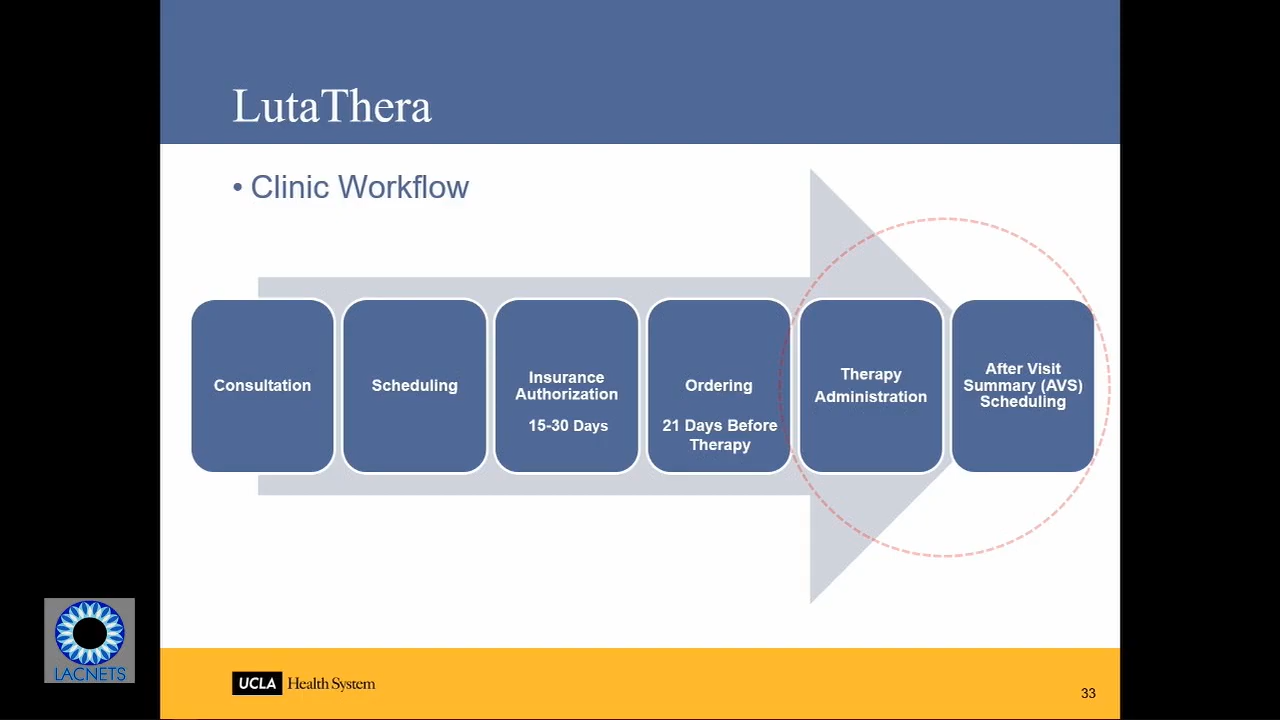 LutaThera
• Clinic Workflow
Consultation
Scheduling
Insurance
Authorization
15-30 Days
Ordering
21 Days Before
Therapy
Therapy
Administration
After Visit
Summary (AVS)
Scheduling
LACNETS
UCLA Health System
33